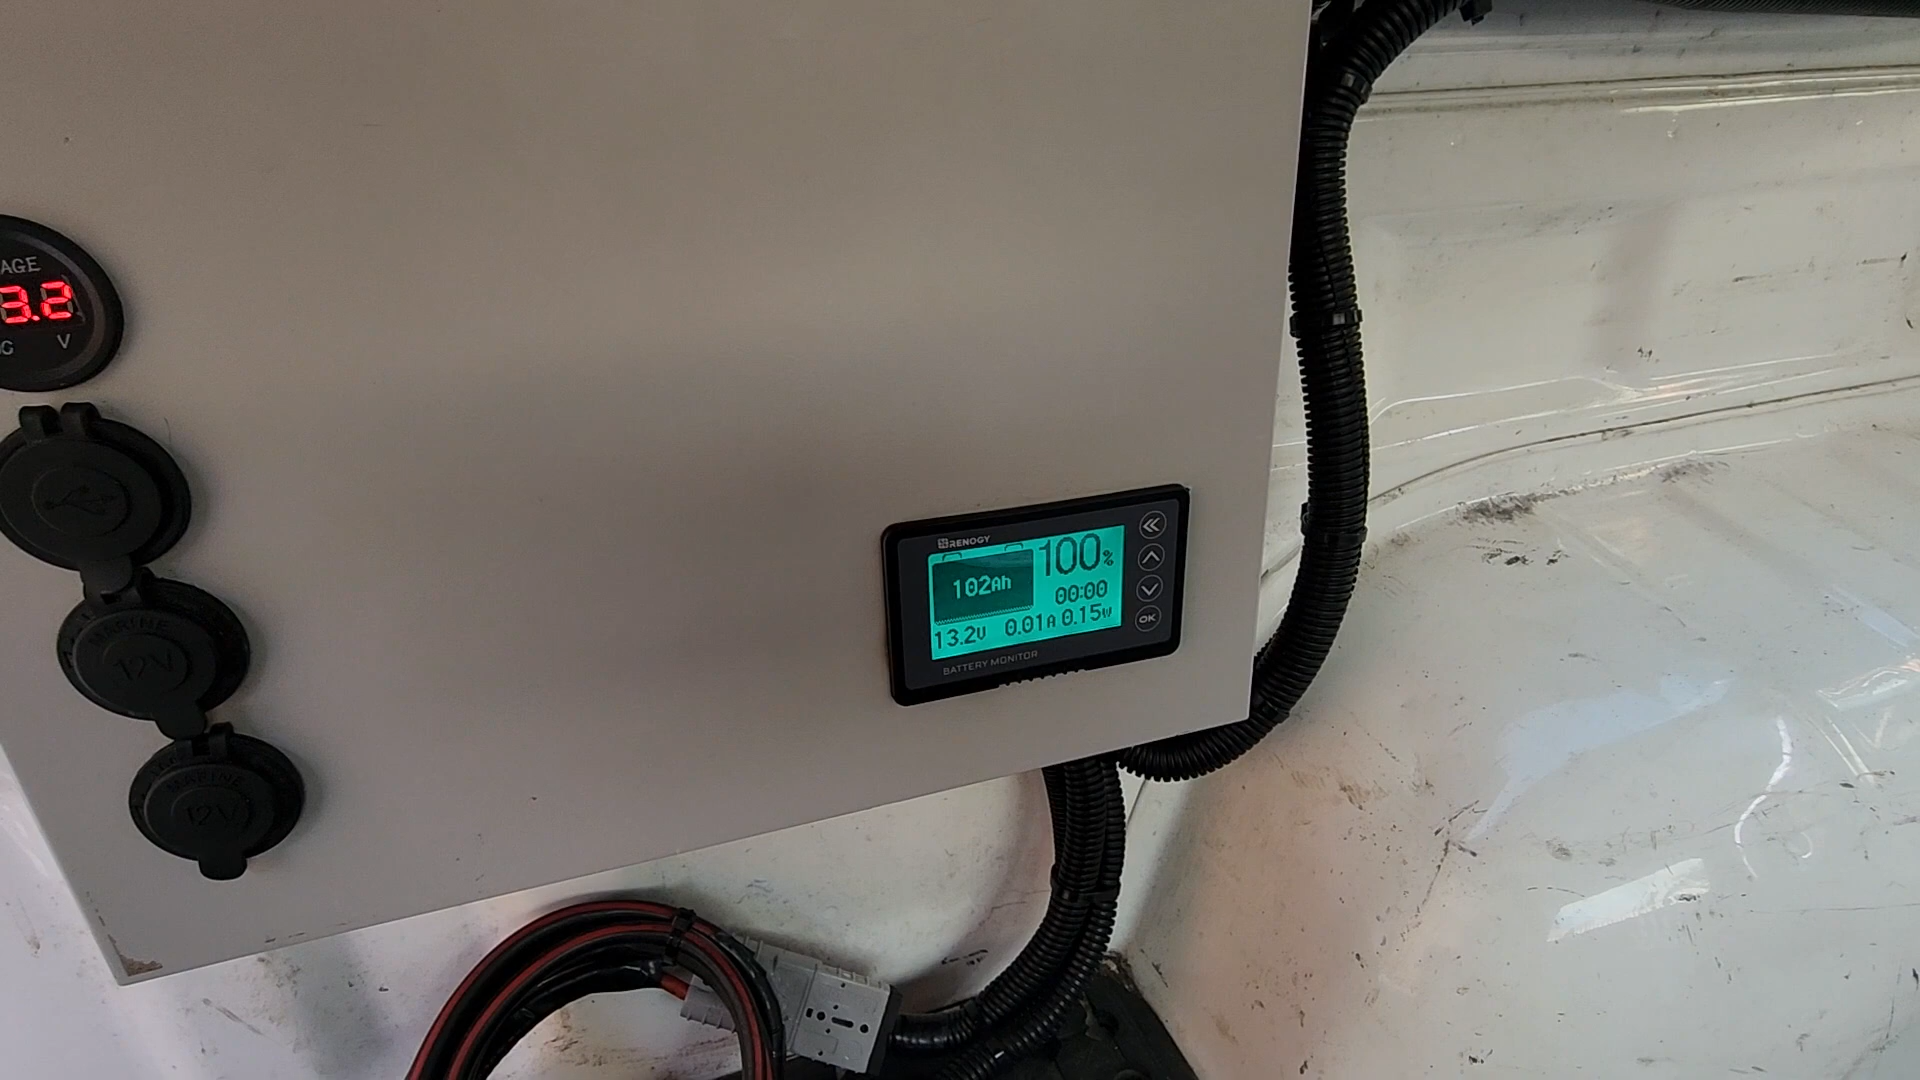 AGE
3.2
V
MARINE
12V
MARINE
12V
RENOGY
102Ah
100%
00:00
13.2V 0.01A 0.15W
OK
BATTERY MONITOR